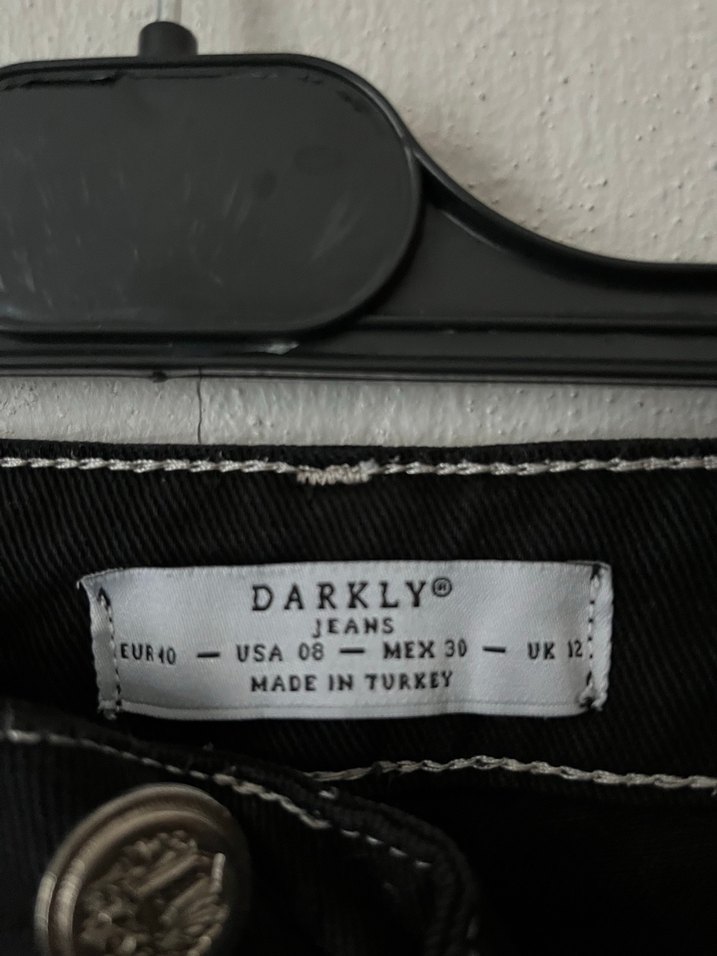 DARKLY®
JEANS
EUR 40 — USA 08 — MEX 30 — UK 12
MADE IN TURKEY